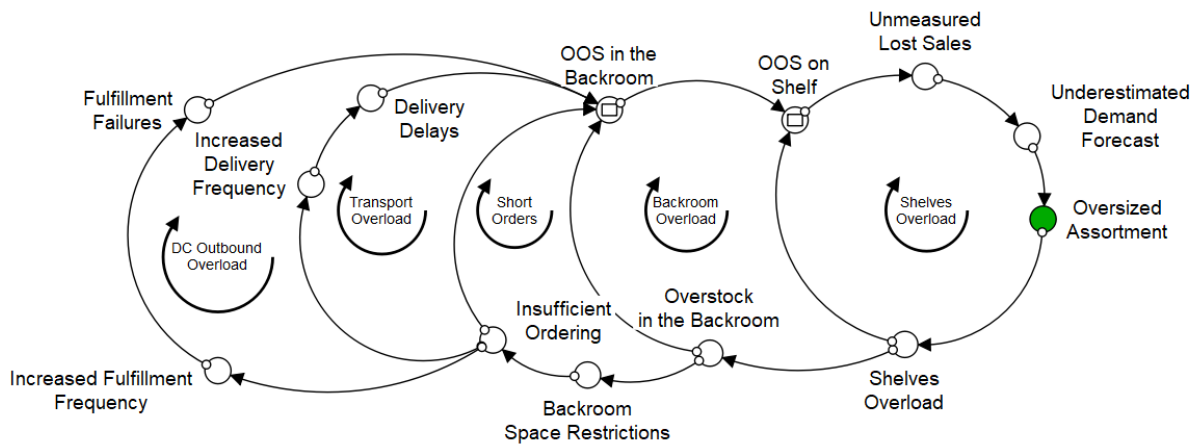 Unmeasured
Lost Sales
OOS in the
Backroom
OOS on
Shelf
Fulfillment
Failures
Delivery
Delays
Underestimated
Demand
Forecast
Increased
Delivery
Frequency
Transport
Overload
Short
Orders
Backroom
Overload
Shelves
Overload
Oversized
Assortment
DC Outbound
Overload
Insufficient
Ordering
Overstock
in the Backroom
Increased Fulfillment
Frequency
Backroom
Space Restrictions
Shelves
Overload